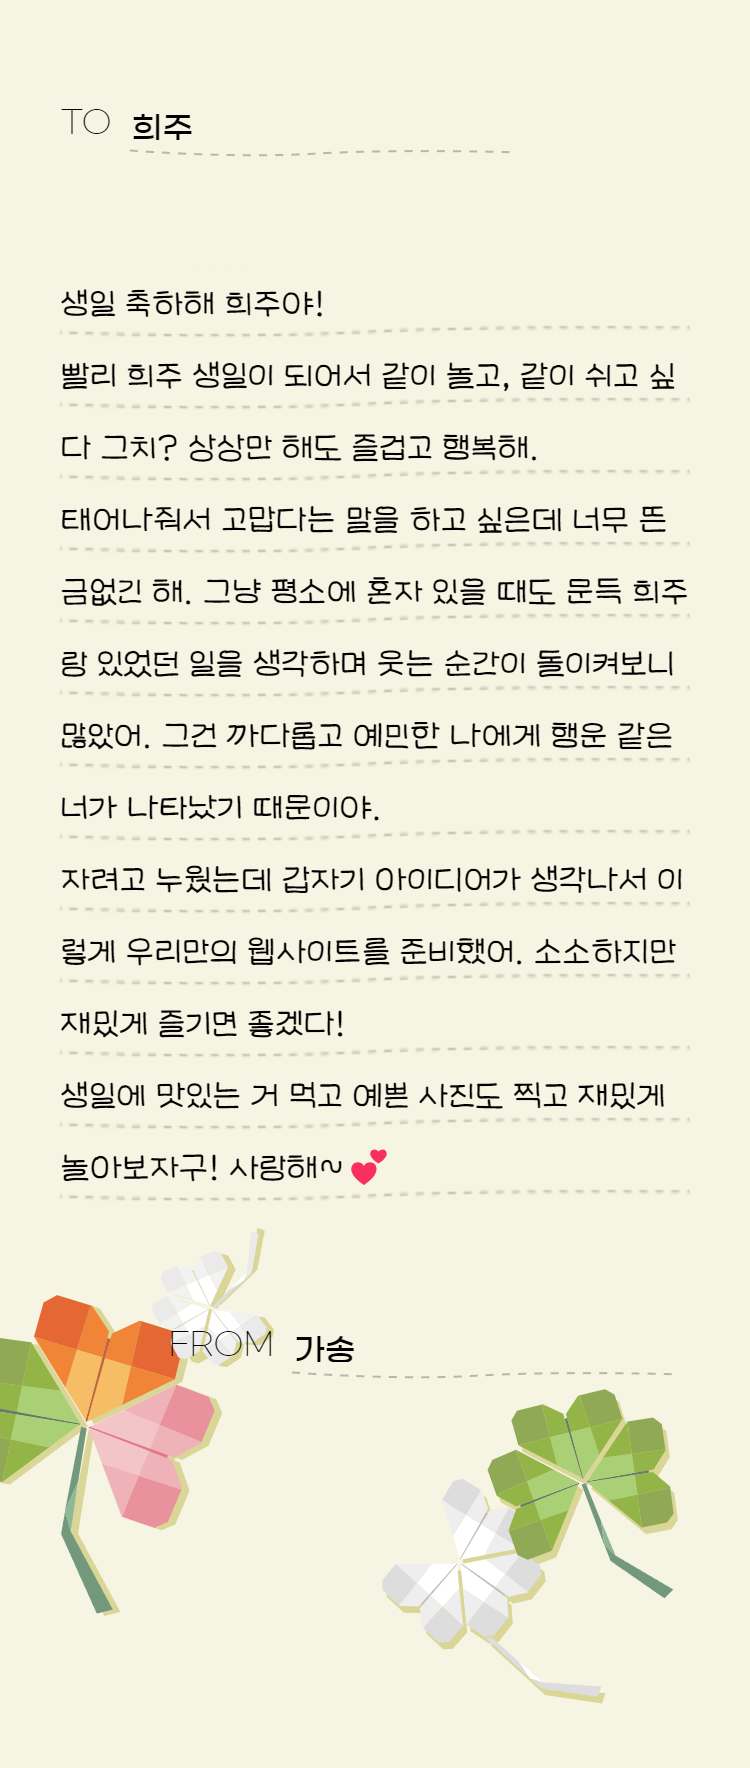 TO 희주
생일 축하해 희주야!
빨리 희주 생일이 되어서 같이 놀고, 같이 쉬고 싶
다 그치? 상상만 해도 즐겁고 행복해.
태어나줘서 고맙다는 말을 하고 싶은데 너무 뜬
금없긴 해. 그냥 평소에 혼자 있을 때도 문득 희주
랑 있었던 일을 생각하며 웃는 순간이 돌이켜보니
많았어. 그건 까다롭고 예민한 나에게 행운 같은
너가 나타났기 때문이야.
자려고 누웠는데 갑자기 아이디어가 생각나서 이
렇게 우리만의 웹사이트를 준비했어. 소소하지만
재밌게 즐기면 좋겠다!
생일에 맛있는 거 먹고 예쁜 사진도 찍고 재밌게
놀아보자구! 사랑해~ 💕
FROM 가송